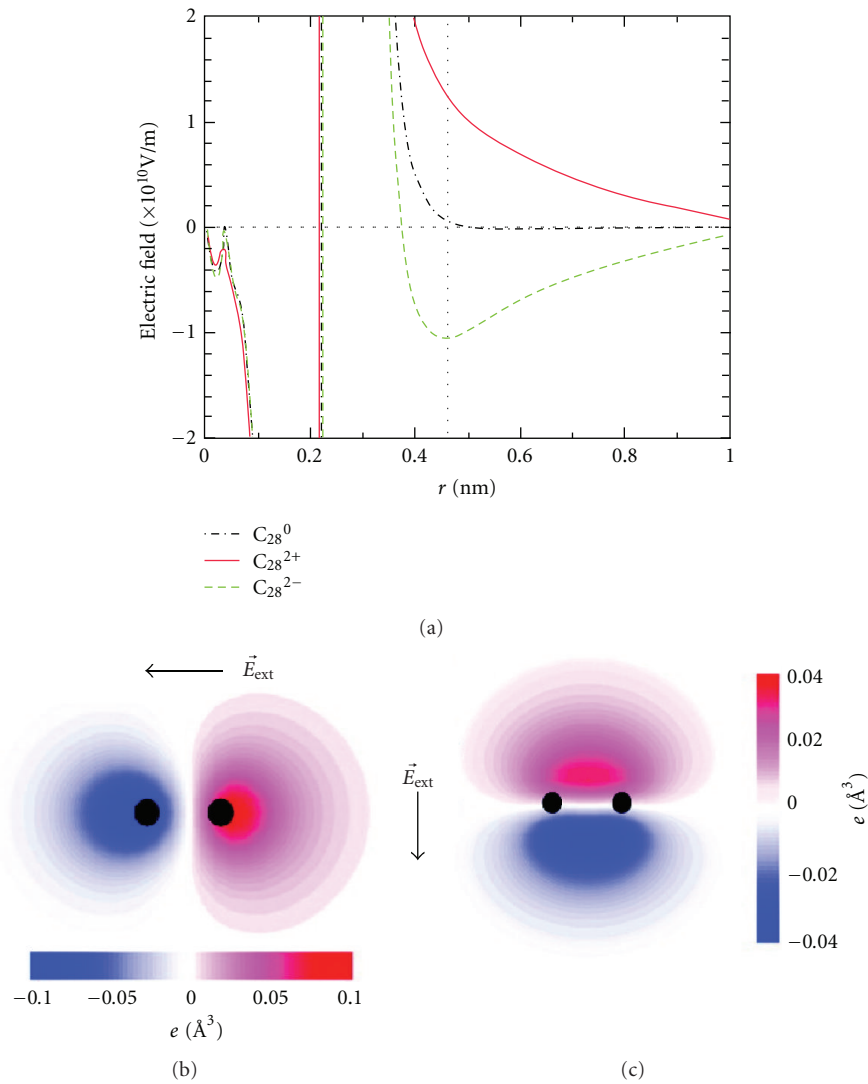 2
1
0
−1
−2
Electric field (×10¹⁰V/m)
0 0.2 0.4 0.6 0.8 1
r (nm)
C₂₈⁰
C₂₈²⁺
C₂₈²⁻
(a)
E⃗ext
−0.1 −0.05 0 0.05 0.1
e (Å³)
(b)
E⃗ext
0.04
0.02
0
−0.02
−0.04
e (Å³)
(c)